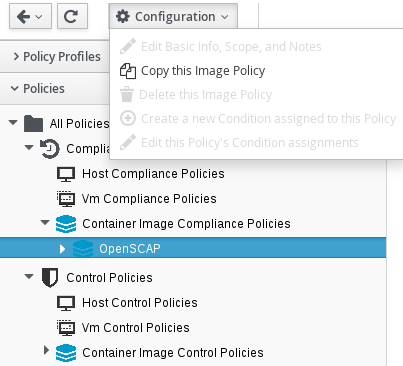 Configuration
Edit Basic Info, Scope, and Notes
Policy Profiles
Copy this Image Policy
Policies
Delete this Image Policy
Create a new Condition assigned to this Policy
All Policies
Edit this Policy's Condition assignments
Complia
Host Compliance Policies
Vm Compliance Policies
Container Image Compliance Policies
OpenSCAP
Control Policies
Host Control Policies
Vm Control Policies
Container Image Control Policies